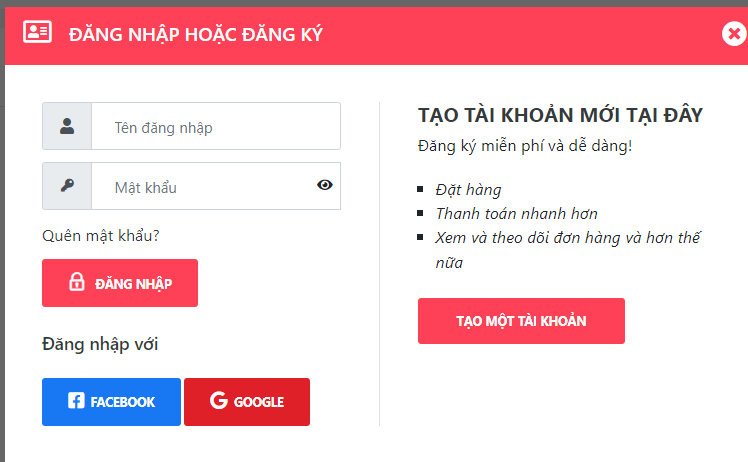 ĐĂNG NHẬP HOẶC ĐĂNG KÝ
Tên đăng nhập
Mật khẩu
Quên mật khẩu?
ĐĂNG NHẬP
Đăng nhập với
FACEBOOK
GOOGLE
TẠO TÀI KHOẢN MỚI TẠI ĐÂY
Đăng ký miễn phí và dễ dàng!
Đặt hàng
Thanh toán nhanh hơn
Xem và theo dõi đơn hàng và hơn thế
nữa
TẠO MỘT TÀI KHOẢN